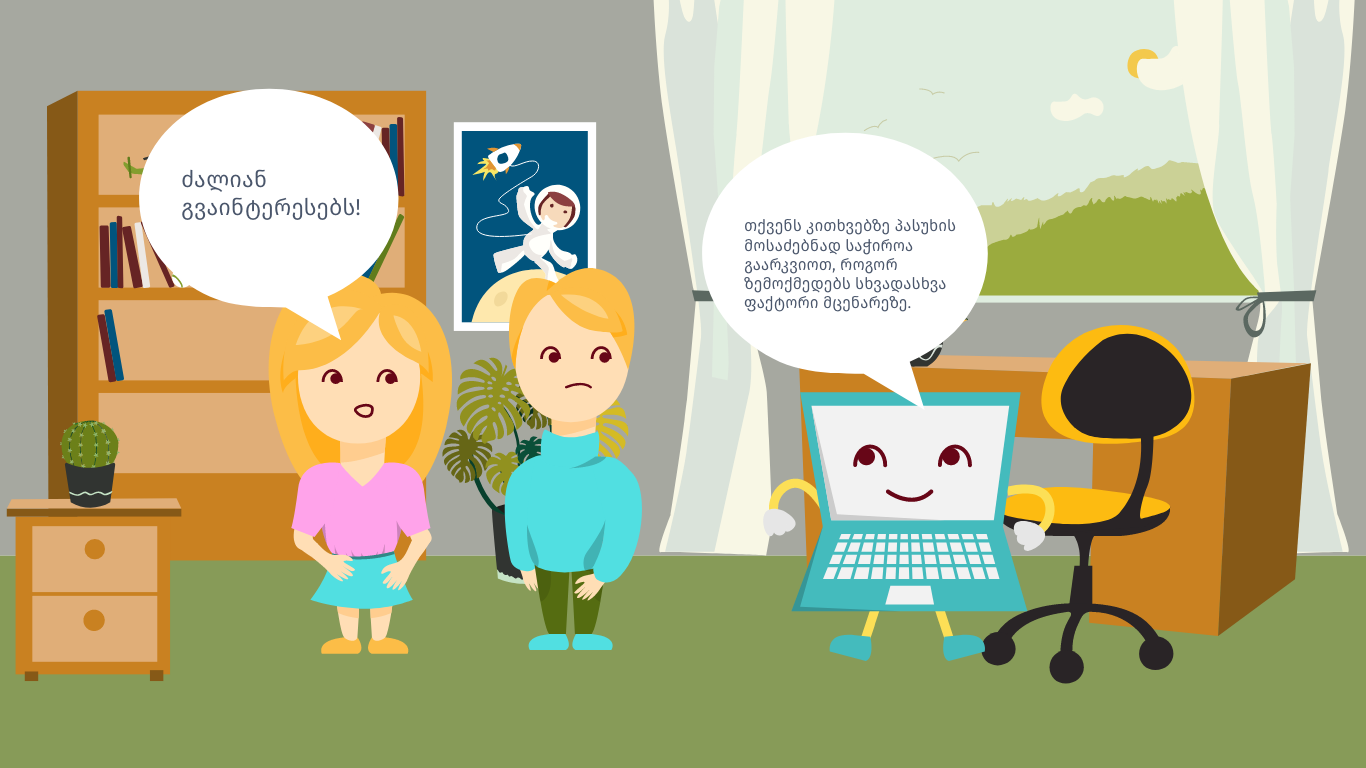 ძალიან
გვაინტერესებს!
თქვენს კითხვებზე პასუხის
მოსაძებნად საჭიროა
გაარკვიოთ, როგორ
ზემოქმედებს სხვადასხვა
ფაქტორი მცენარეზე.